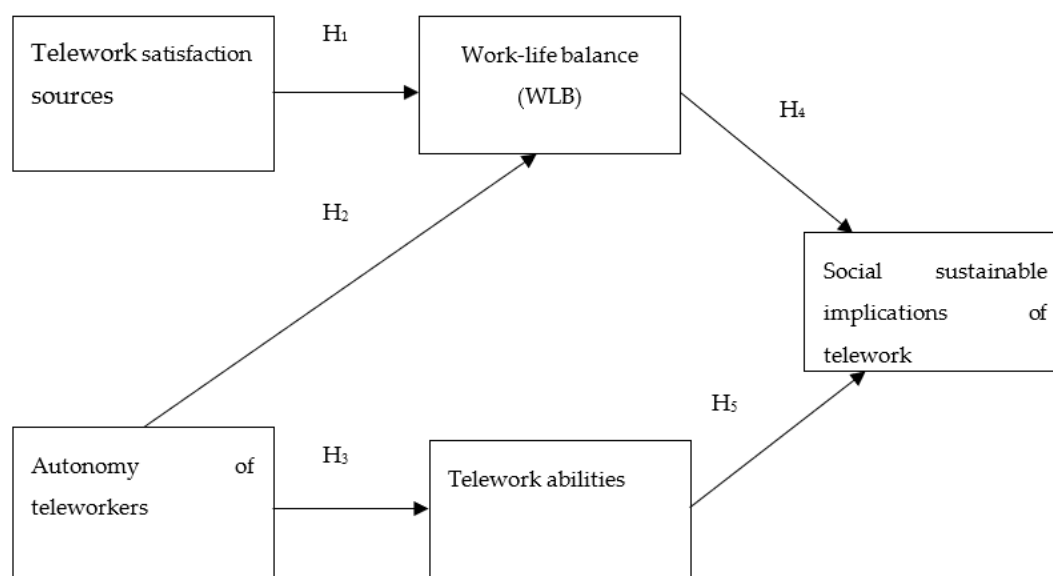 H₁
Telework satisfaction
sources
Work-life balance
(WLB)
H₄
H₂
Social sustainable
implications of
telework
H₅
Autonomy of
teleworkers
H₃
Telework abilities